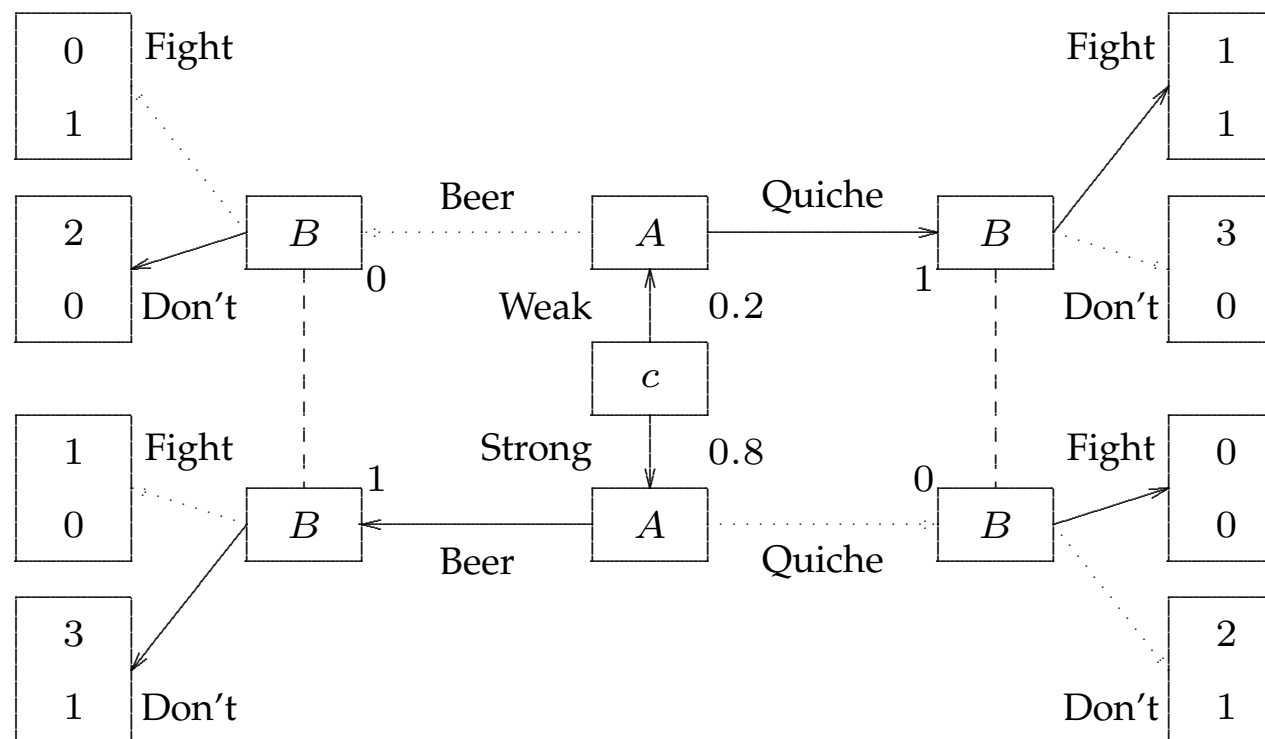 0 Fight Fight 1
1 1
Beer Quiche
2 B A B 3
0 Don't 0 Weak 0.2 1 Don't 0
c
1 Fight 1 Strong 0.8 0 Fight 0
0 B A B 0
Beer Quiche
3 2
1 Don't Don't 1